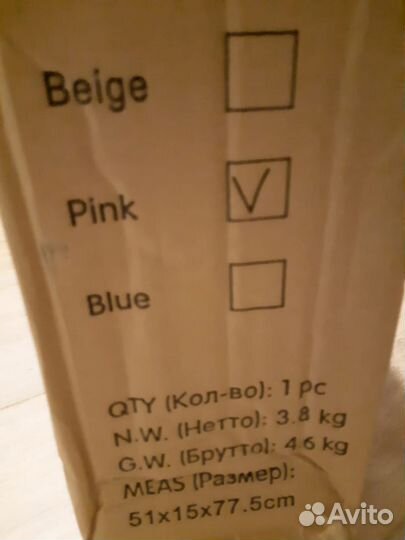 Beige
Pink
Blue
QTY (Кол-во): 1 pc
N.W. (Нетто): 3.8 kg
G.W. (Брутто): 4.6 kg
MEAS (Размер):
51x15x77.5cm
Avito